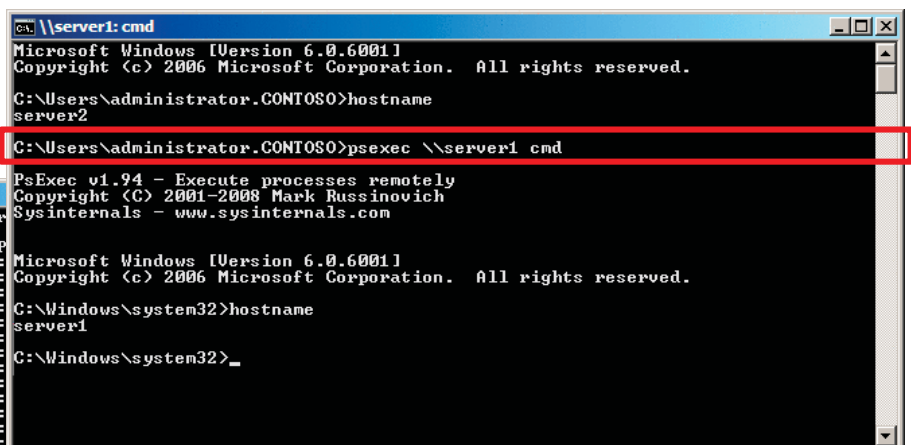 \\server1: cmd
Microsoft Windows [Version 6.0.6001]
Copyright (c) 2006 Microsoft Corporation.  All rights reserved.
C:\Users\administrator.CONTOSO>hostname
server2
C:\Users\administrator.CONTOSO>psexec \\server1 cmd
PsExec v1.94 - Execute processes remotely
Copyright (C) 2001-2008 Mark Russinovich
Sysinternals - www.sysinternals.com
Microsoft Windows [Version 6.0.6001]
Copyright (c) 2006 Microsoft Corporation.  All rights reserved.
C:\Windows\system32>hostname
server1
C:\Windows\system32>_